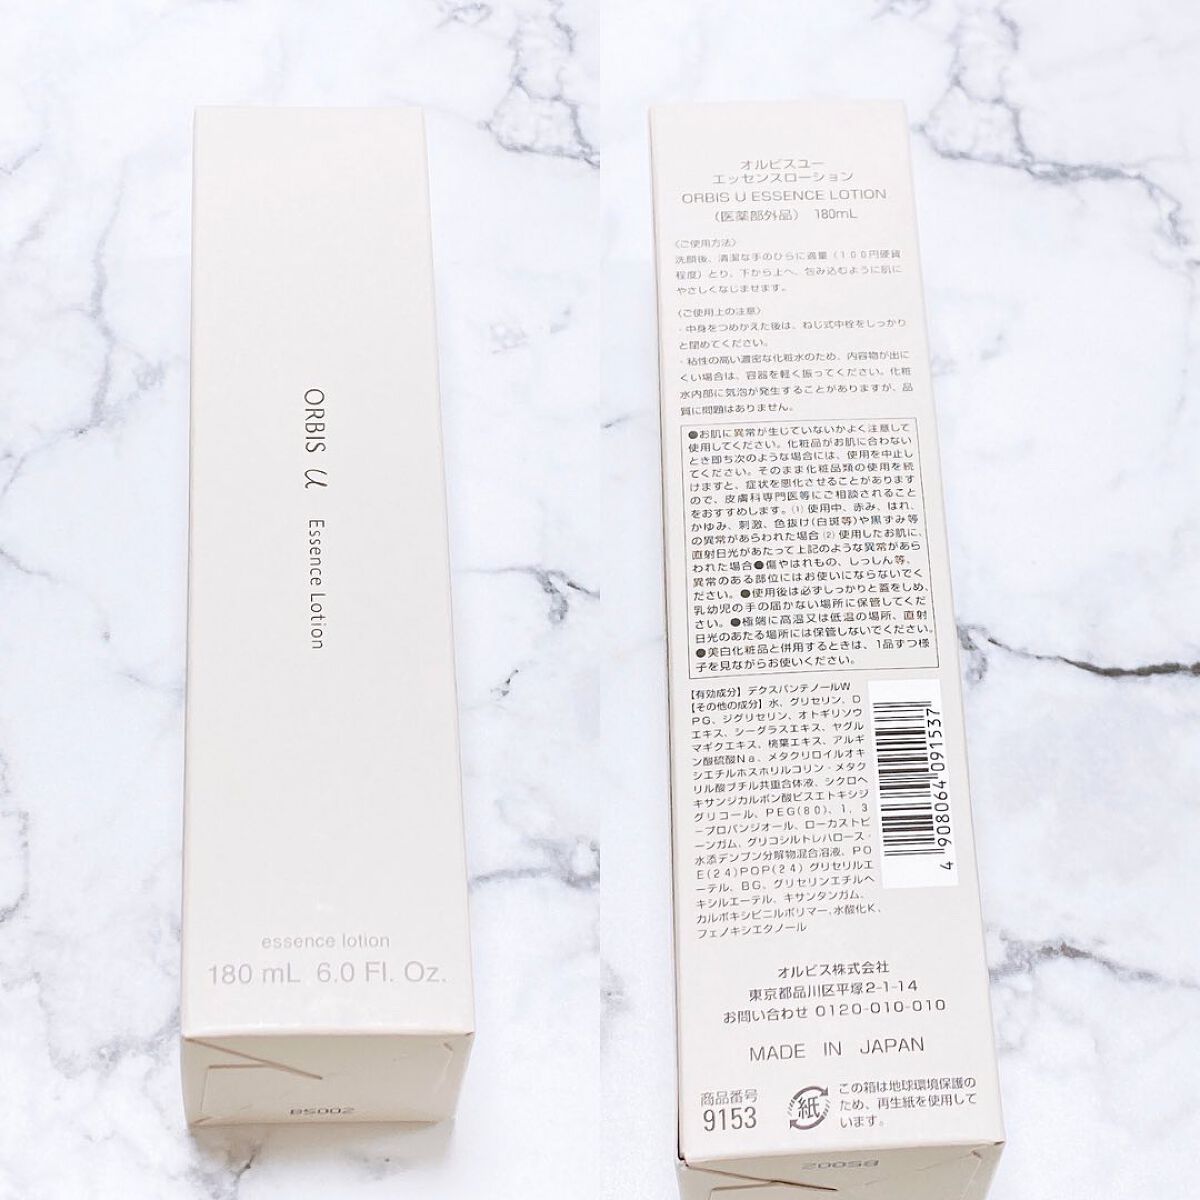 ORBIS u Essence Lotion
essence lotion
180 mL 6.0 Fl. Oz.
オルビスユー
エッセンスローション
ORBIS U ESSENCE LOTION
(医薬部外品) 180mL
〈ご使用方法〉
洗顔後、清潔な手のひらに適量(100円硬貨
程度)とり、下から上へ、包み込むように肌に
やさしくなじませます。
〈ご使用上の注意〉
・中身をつめかえた後は、ねじ式中栓をしっかり
と閉めてください。
・粘性の高い濃密な化粧水のため、内容物が出に
くい場合は、容器を軽く振ってください。化粧
水内部に気泡が発生することがありますが、品
質に問題はありません。
●お肌に異常が生じていないかよく注意して
使用してください。化粧品がお肌に合わない
とき即ち次のような場合には、使用を中止し
てください。そのまま化粧品類の使用を続
けますと、症状を悪化させることがあります
ので、皮膚科専門医等にご相談されること
をおすすめします。(1)使用中、赤み、はれ、
かゆみ、刺激、色抜け(白斑等)や黒ずみ等
の異常があらわれた場合(2)使用したお肌に、
直射日光があたって上記のような異常があら
われた場合●傷やはれもの、しっしん等、
異常のある部位にはお使いにならないでく
ださい。●使用後は必ずしっかりと蓋をしめ、
乳幼児の手の届かない場所に保管してくだ
さい。●極端に高温又は低温の場所、直射
日光のあたる場所には保管しないでください。
●美白化粧品と併用するときは、1品ずつ様
子を見ながらお使いください。
【有効成分】デクスパンテノールW
【その他の成分】水、グリセリン、D
PG、ジグリセリン、オトギリソウ
エキス、シーグラスエキス、ヤグル
マギクエキス、桃葉エキス、アルギ
ン酸硫酸Na、メタクリロイルオキ
シエチルホスホリルコリン・メタク
リル酸ブチル共重合体液、シクロヘ
キサンジカルボン酸ビスエトキシジ
グリコール、PEG(80)、1,3
-プロパンジオール、ローカストビ
ーンガム、グリコシルトレハロース・
水添デンプン分解物混合溶液、PO
E(24)POP(24)グリセリルエ
ーテル、BG、グリセリンエチルヘ
キシルエーテル、キサンタンガム、
カルボキシビニルポリマー、水酸化K、
フェノキシエタノール
4 908064 091537
オルビス株式会社
東京都品川区平塚2-1-14
お問い合わせ 0120-010-010
MADE IN JAPAN
商品番号
9153
紙
この箱は地球環境保護の
ため、再生紙を使用して
います。